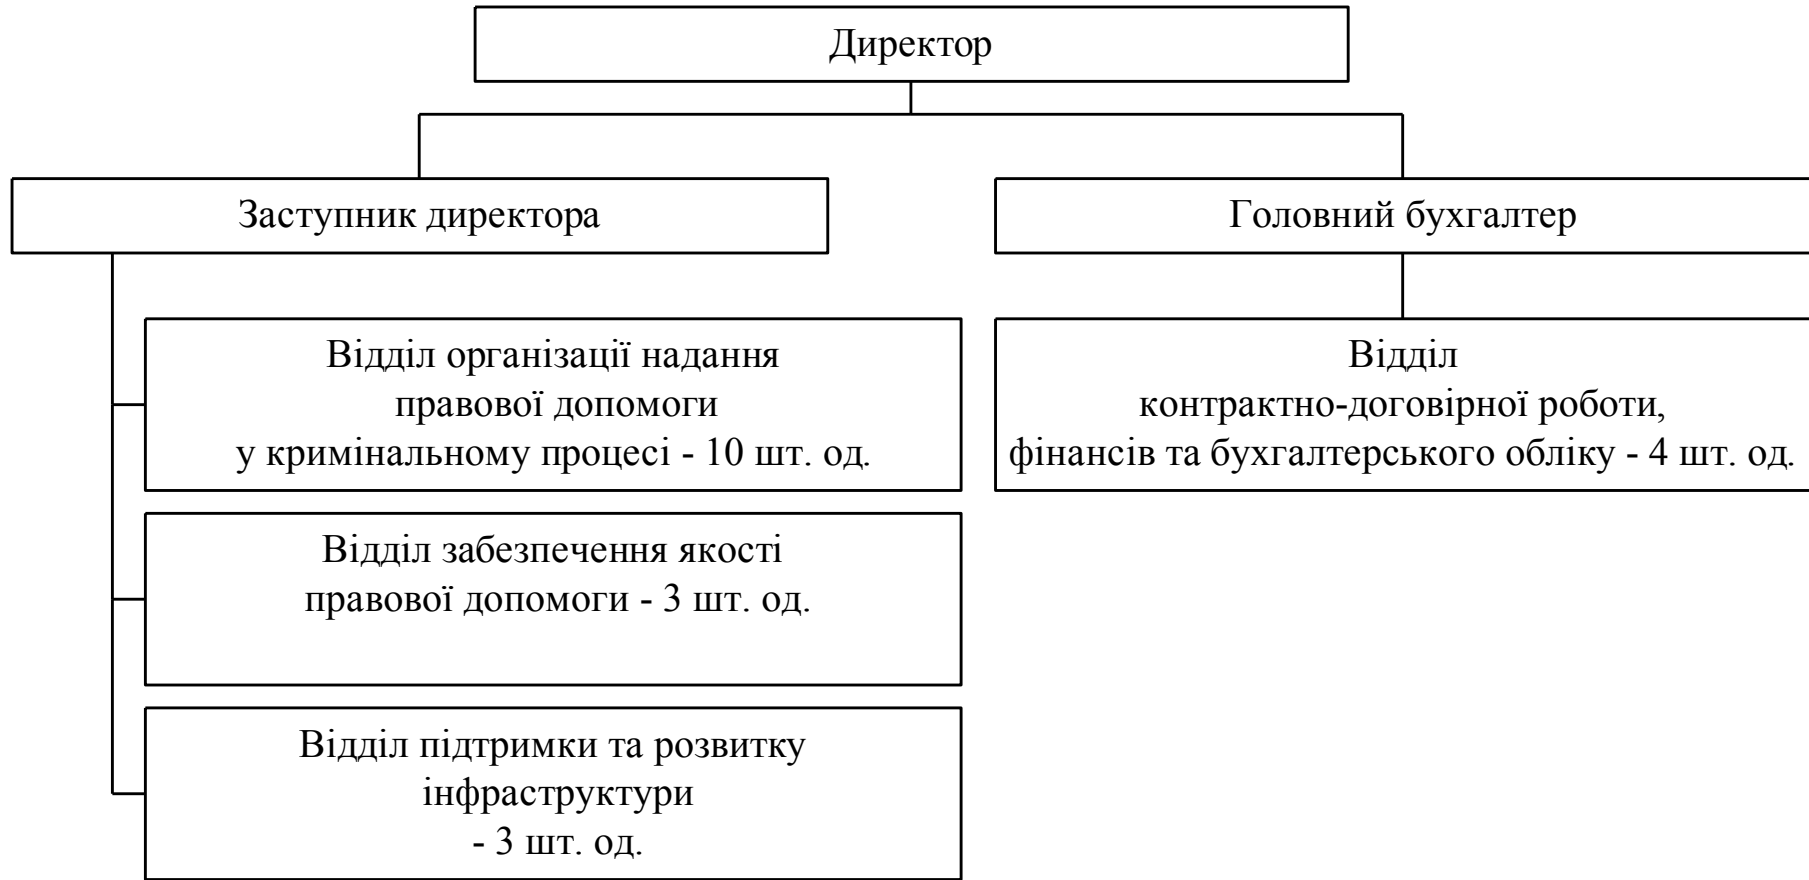 Директор
Заступник директора
Головний бухгалтер
Відділ організації надання
правової допомоги
у кримінальному процесі - 10 шт. од.
Відділ
контрактно-договірної роботи,
фінансів та бухгалтерського обліку - 4 шт. од.
Відділ забезпечення якості
правової допомоги - 3 шт. од.
Відділ підтримки та розвитку
інфраструктури
- 3 шт. од.